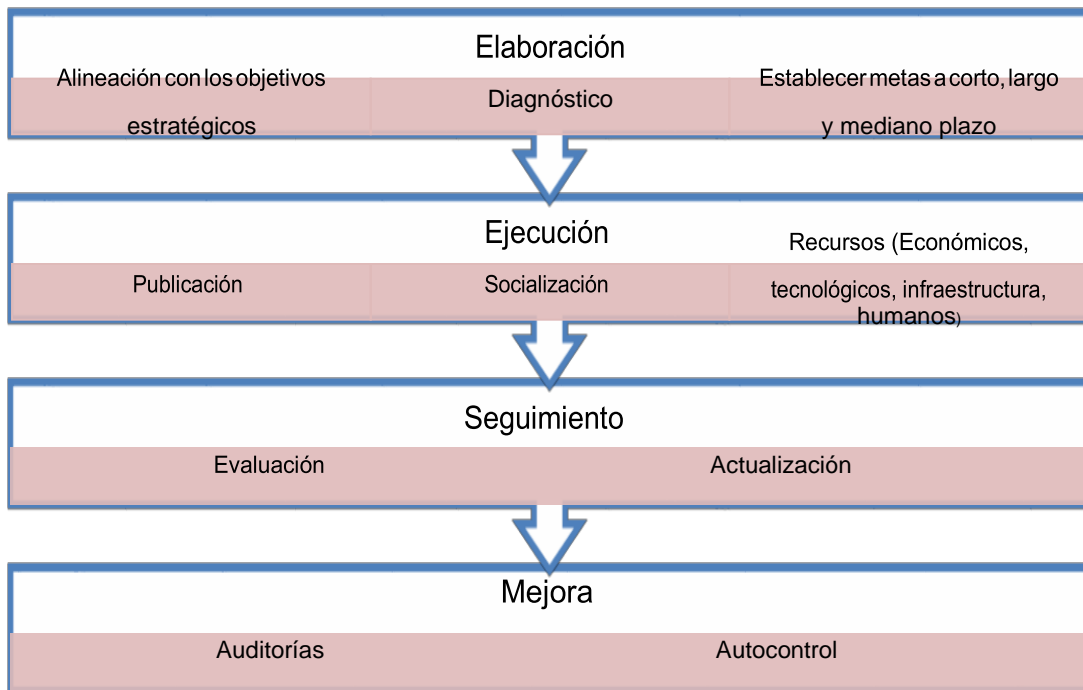 Elaboración
Alineación con los objetivos
estratégicos
Diagnóstico
Establecer metas a corto, largo
y mediano plazo
Ejecución
Publicación
Socialización
Recursos (Económicos,
tecnológicos, infraestructura,
humanos)
Seguimiento
Evaluación
Actualización
Mejora
Auditorías
Autocontrol